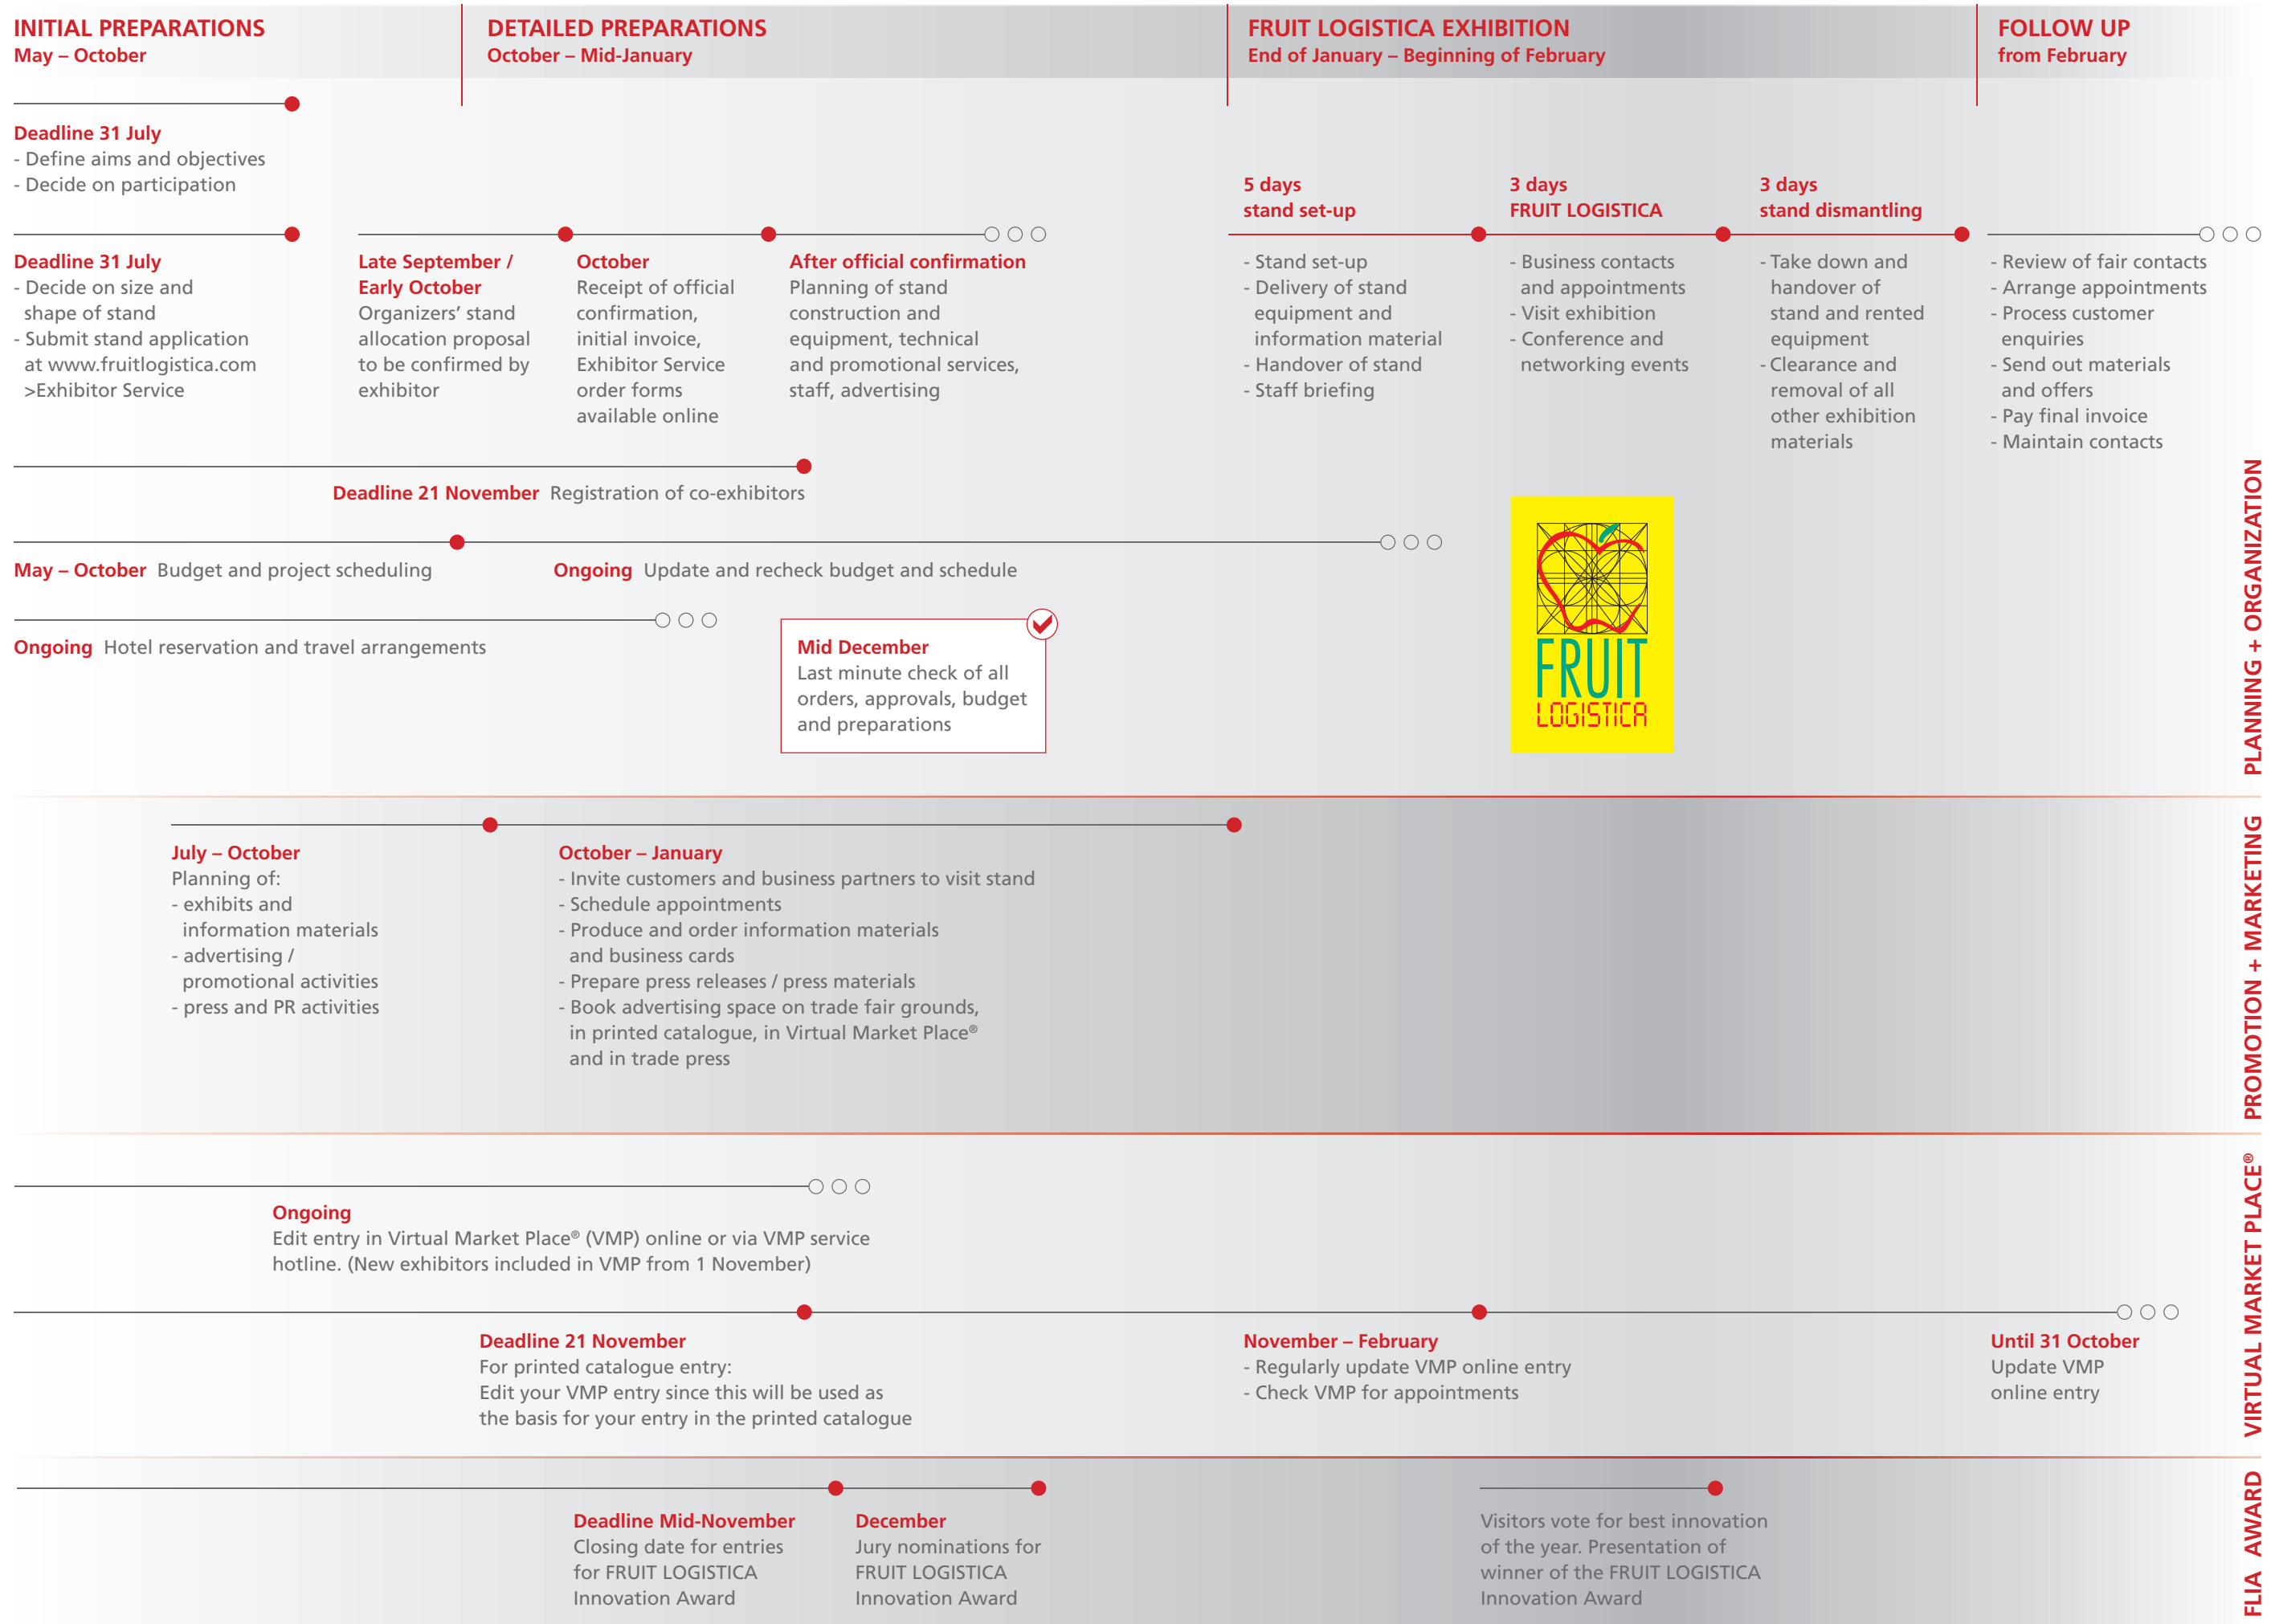 INITIAL PREPARATIONS
May – October
DETAILED PREPARATIONS
October – Mid-January
FRUIT LOGISTICA EXHIBITION
End of January – Beginning of February
FOLLOW UP
from February
Deadline 31 July
- Define aims and objectives
- Decide on participation
Deadline 31 July
- Decide on size and
shape of stand
- Submit stand application
at www.fruitlogistica.com
>Exhibitor Service
Late September /
Early October
Organizers’ stand
allocation proposal
to be confirmed by
exhibitor
October
Receipt of official
confirmation,
initial invoice,
Exhibitor Service
order forms
available online
After official confirmation
Planning of stand
construction and
equipment, technical
and promotional services,
staff, advertising
5 days
stand set-up
- Stand set-up
- Delivery of stand
equipment and
information material
- Handover of stand
- Staff briefing
3 days
FRUIT LOGISTICA
- Business contacts
and appointments
- Visit exhibition
- Conference and
networking events
3 days
stand dismantling
- Take down and
handover of
stand and rented
equipment
- Clearance and
removal of all
other exhibition
materials
- Review of fair contacts
- Arrange appointments
- Process customer
enquiries
- Send out materials
and offers
- Pay final invoice
- Maintain contacts
Deadline 21 November Registration of co-exhibitors
May – October Budget and project scheduling
Ongoing Update and recheck budget and schedule
Ongoing Hotel reservation and travel arrangements
Mid December
Last minute check of all
orders, approvals, budget
and preparations
FRUIT
LOGISTICA
PLANNING + ORGANIZATION
July – October
Planning of:
- exhibits and
information materials
- advertising /
promotional activities
- press and PR activities
October – January
- Invite customers and business partners to visit stand
- Schedule appointments
- Produce and order information materials
and business cards
- Prepare press releases / press materials
- Book advertising space on trade fair grounds,
in printed catalogue, in Virtual Market Place®
and in trade press
PROMOTION + MARKETING
Ongoing
Edit entry in Virtual Market Place® (VMP) online or via VMP service
hotline. (New exhibitors included in VMP from 1 November)
Deadline 21 November
For printed catalogue entry:
Edit your VMP entry since this will be used as
the basis for your entry in the printed catalogue
November – February
- Regularly update VMP online entry
- Check VMP for appointments
Until 31 October
Update VMP
online entry
VIRTUAL MARKET PLACE®
Deadline Mid-November
Closing date for entries
for FRUIT LOGISTICA
Innovation Award
December
Jury nominations for
FRUIT LOGISTICA
Innovation Award
Visitors vote for best innovation
of the year. Presentation of
winner of the FRUIT LOGISTICA
Innovation Award
FLIA AWARD